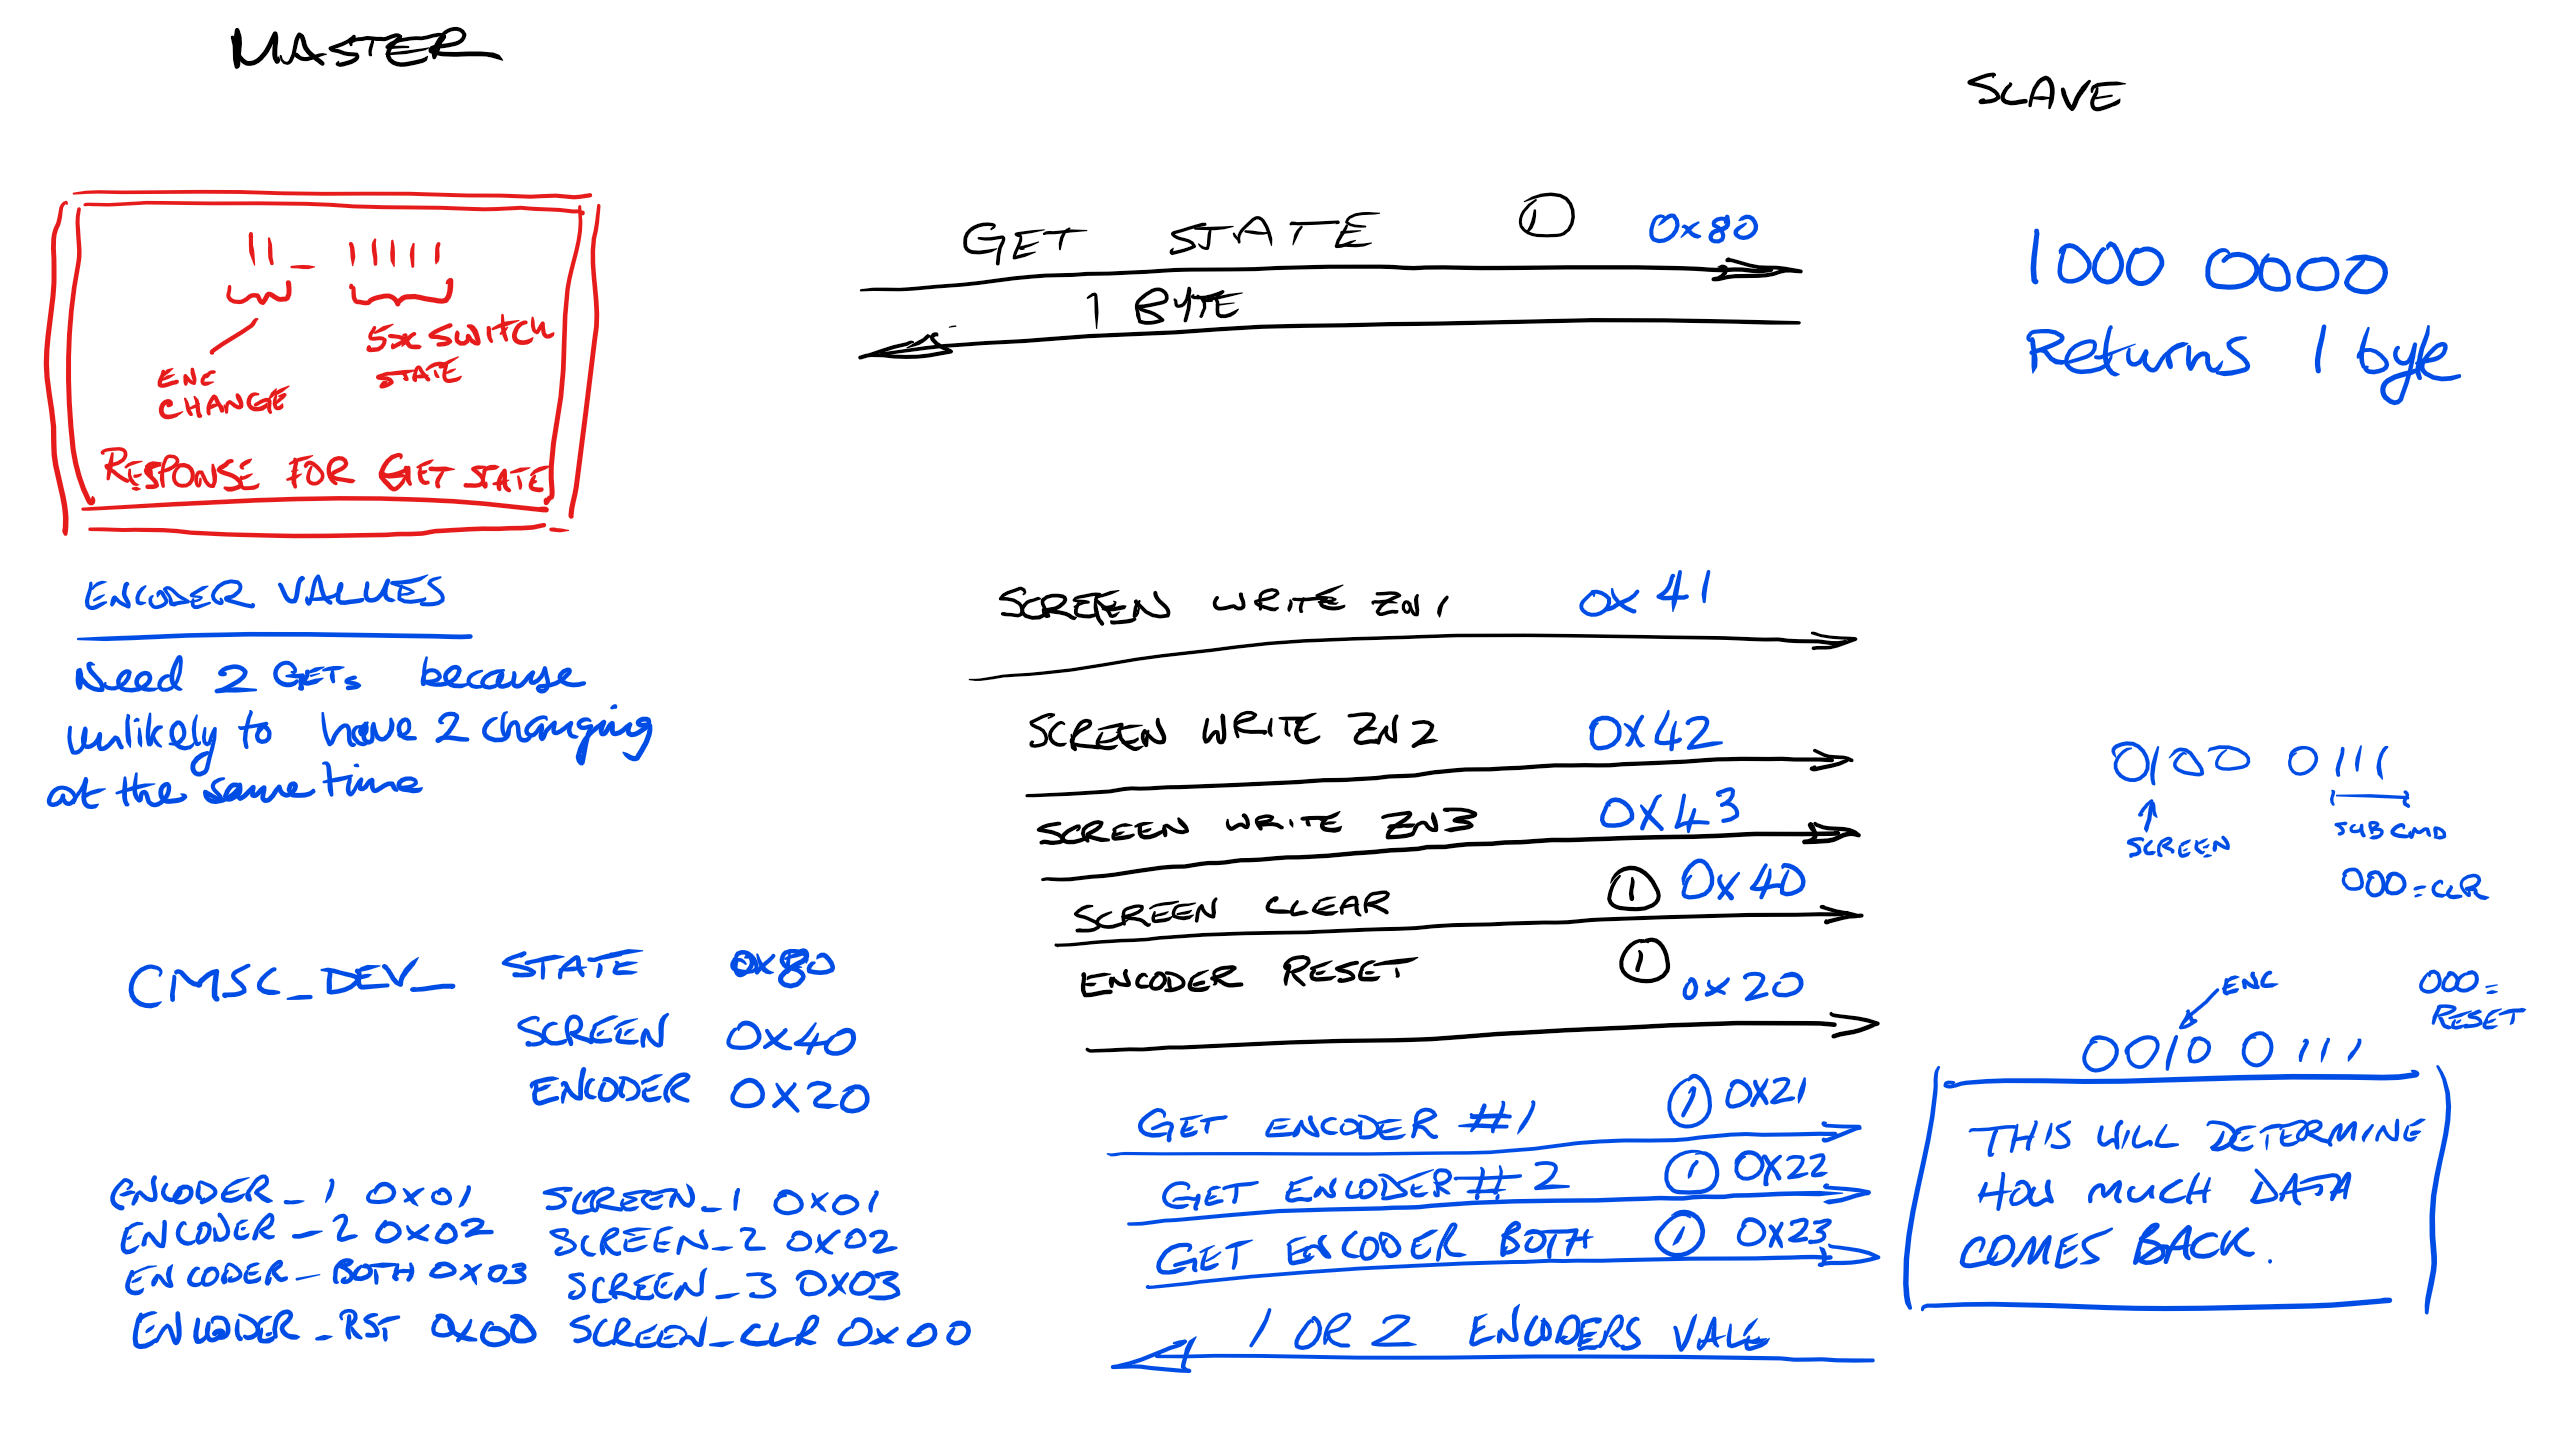 MASTER
SLAVE
GET STATE 1 0x80
1 BYTE
1000 0000
Returns 1 byte
11_ 11111
ENC CHANGE
5x SWITCH
STATE
RESPONSE FOR GET STATE
ENCODER VALUES
Need 2 GETs because
unlikely to have 2 changing
at the same time
SCREEN WRITE ZN1 0x41
SCREEN WRITE ZN2 0x42
SCREEN WRITE ZN3 0x43
SCREEN CLEAR 1 0x40
ENCODER RESET 1 0x20
0100 0111
SCREEN
SUB CMD
000=CLR
ENC
000=
RESET
0010 0111
CMSC_DEV_ STATE 0x80
SCREEN 0x40
ENCODER 0x20
GET ENCODER #1 1 0x21
GET ENCODER #2 1 0x22
GET ENCODER BOTH 1 0x23
1 OR 2 ENCODERS VALE
THIS WILL DETERMINE
HOW MUCH DATA
COMES BACK.
ENCODER_1 0x01 SCREEN_1 0x01
ENCODER_2 0x02 SCREEN_2 0x02
ENCODER_BOTH 0x03 SCREEN_3 0x03
ENCODER_RST 0x00 SCREEN_CLR 0x00